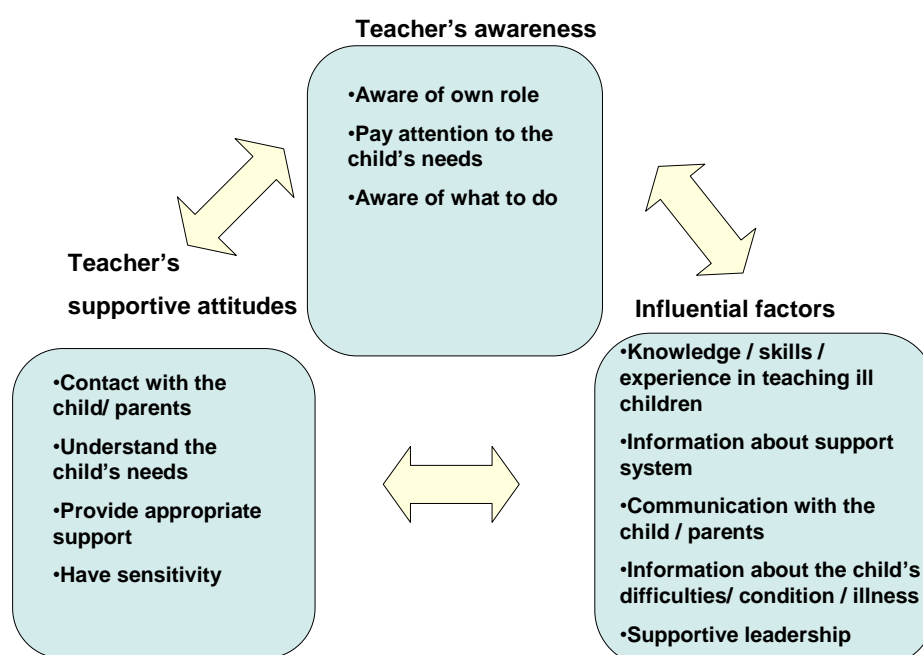 Teacher’s awareness
•Aware of own role
•Pay attention to the
child’s needs
•Aware of what to do
Teacher’s
supportive attitudes
•Contact with the
child/ parents
•Understand the
child’s needs
•Provide appropriate
support
•Have sensitivity
Influential factors
•Knowledge / skills /
experience in teaching ill
children
•Information about support
system
•Communication with the
child / parents
•Information about the child’s
difficulties/ condition / illness
•Supportive leadership